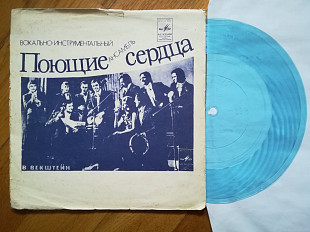 ВОКАЛЬНО-ИНСТРУМЕНТАЛЬНЫЙ
АНСАМБЛЬ
Поющие сердца
В ВЕКШТЕЙН